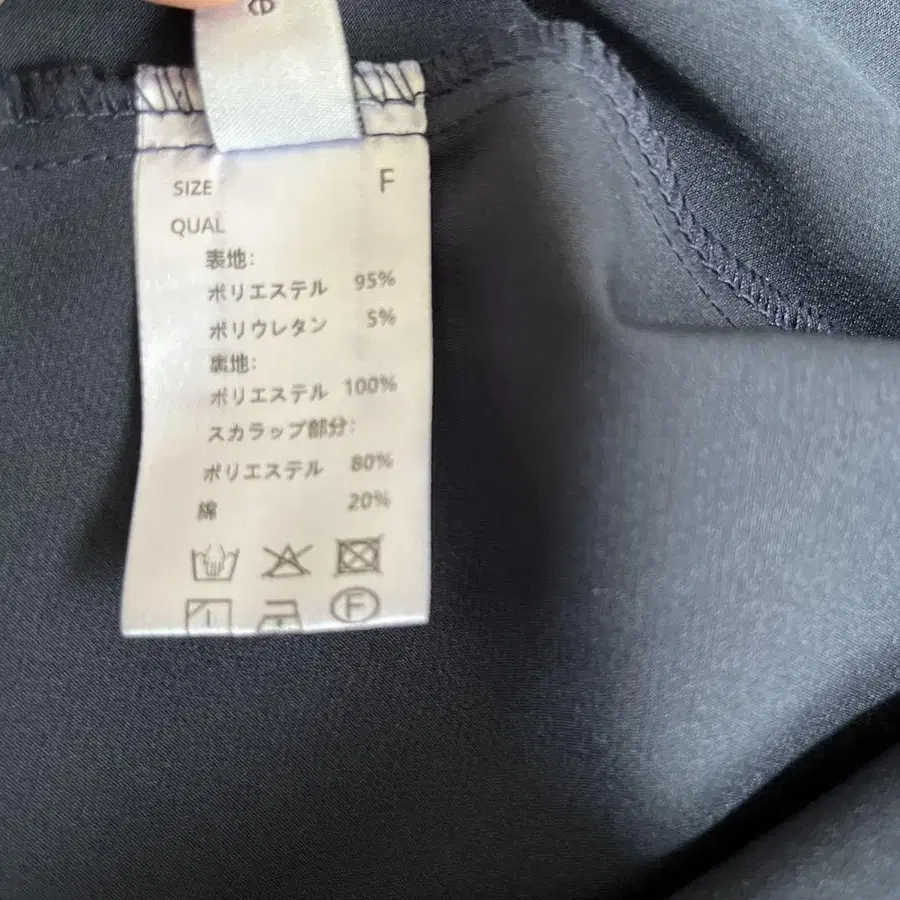 SIZE F
QUAL
表地:
ポリエステル 95%
ポリウレタン 5%
裏地:
ポリエステル 100%
スカラップ部分:
ポリエステル 80%
綿 20%
F